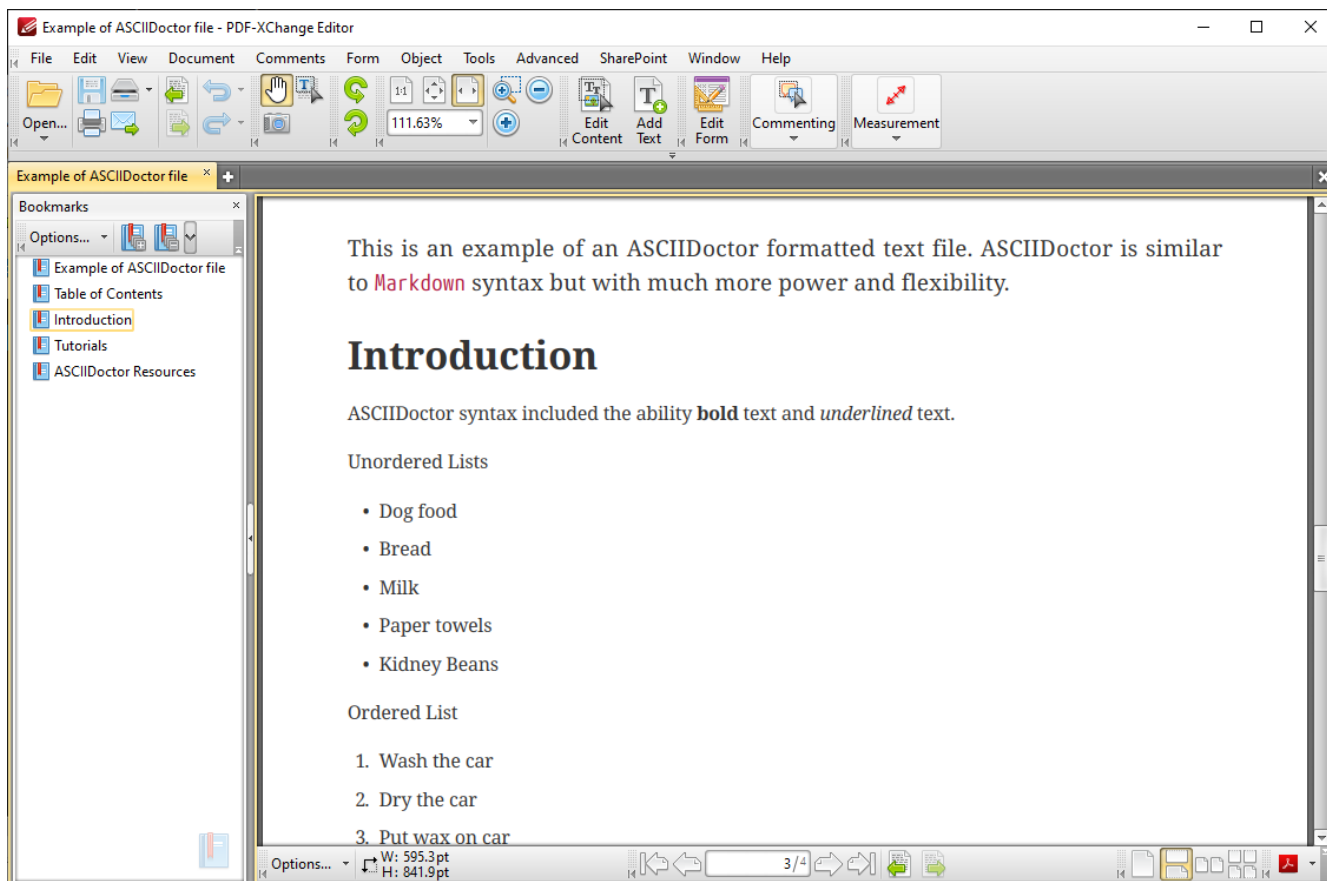 Example of ASCIIDoctor file - PDF-XChange Editor
File Edit View Document Comments Form Object Tools Advanced SharePoint Window Help
1:1
Open...
111.63%
Edit Content
Add Text
Edit Form
Commenting
Measurement
Example of ASCIIDoctor file
Bookmarks
Options...
Example of ASCIIDoctor file
Table of Contents
Introduction
Tutorials
ASCIIDoctor Resources
This is an example of an ASCIIDoctor formatted text file. ASCIIDoctor is similar
to Markdown syntax but with much more power and flexibility.
Introduction
ASCIIDoctor syntax included the ability bold text and underlined text.
Unordered Lists
• Dog food
• Bread
• Milk
• Paper towels
• Kidney Beans
Ordered List
1. Wash the car
2. Dry the car
3. Put wax on car
Options...
W: 595.3pt
H: 841.9pt
3/4